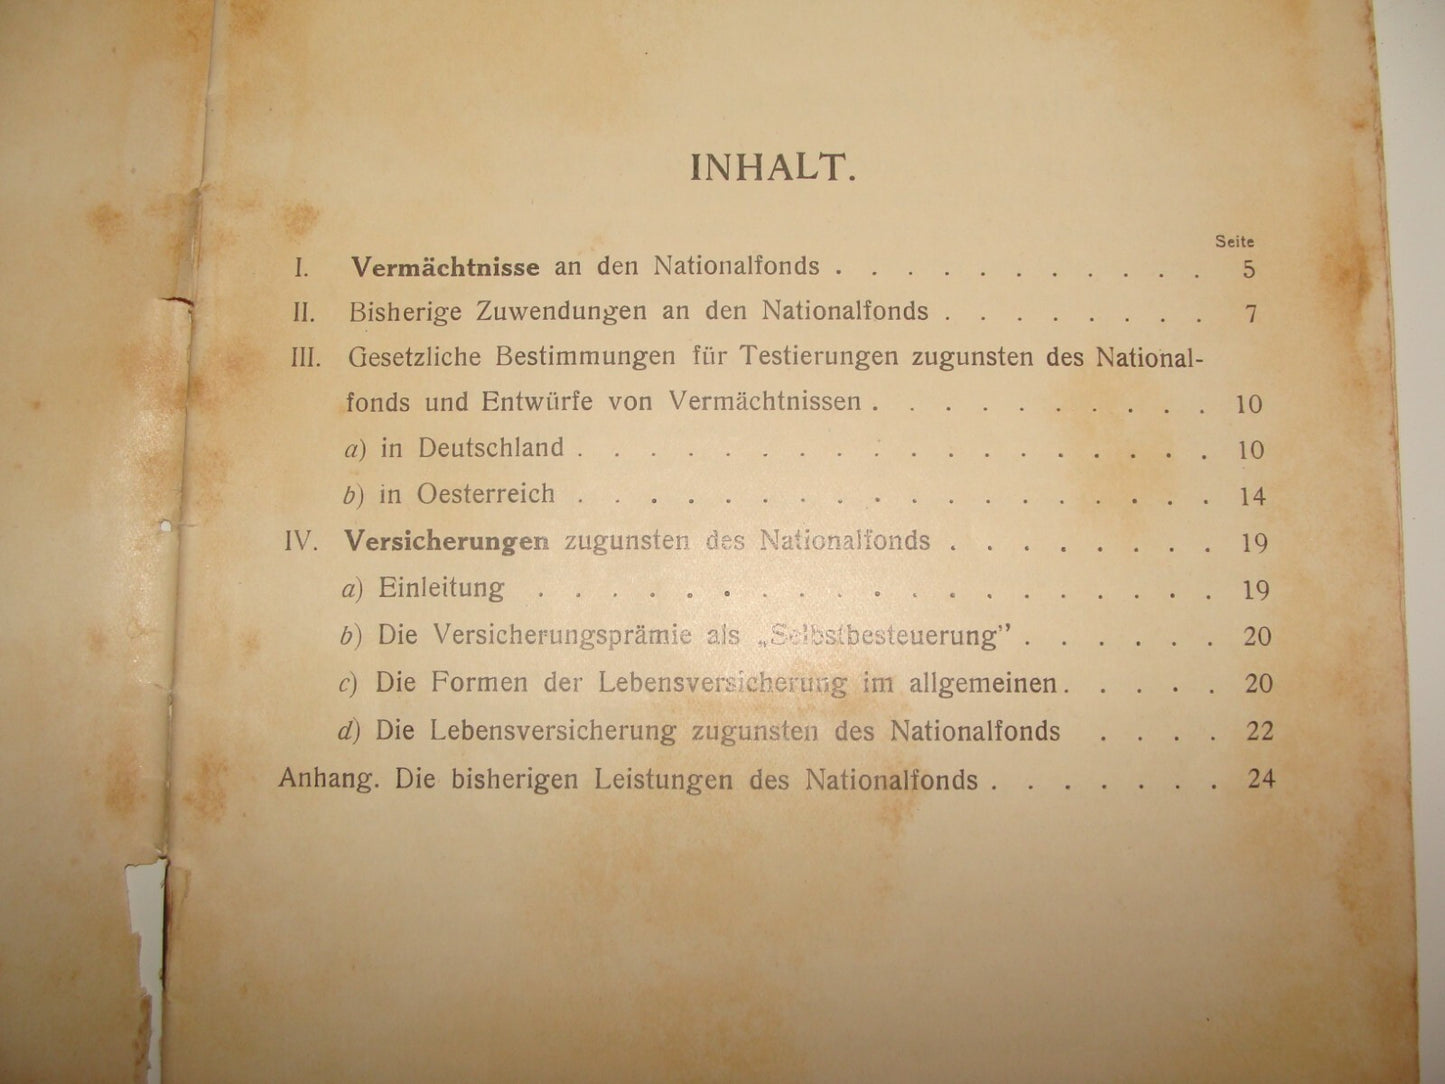 INHALT.
Seite
I. Vermächtnisse an den Nationalfonds . . . . . . . . . . . 5
II. Bisherige Zuwendungen an den Nationalfonds . . . . . . . . 7
III. Gesetzliche Bestimmungen für Testierungen zugunsten des National-
fonds und Entwürfe von Vermächtnissen . . . . . . . . . . 10
a) in Deutschland . . . . . . . . . . . . . . . . . . 10
b) in Oesterreich . . . . . . . . . . . . . . . . . . 14
IV. Versicherungen zugunsten des Nationalfonds . . . . . . . . 19
a) Einleitung . . . . . . . . . . . . . . . . . . . 19
b) Die Versicherungsprämie als „Selbstbesteuerung" . . . . . . 20
c) Die Formen der Lebensversicherung im allgemeinen . . . . . 20
d) Die Lebensversicherung zugunsten des Nationalfonds . . . . 22
Anhang. Die bisherigen Leistungen des Nationalfonds . . . . . . . 24